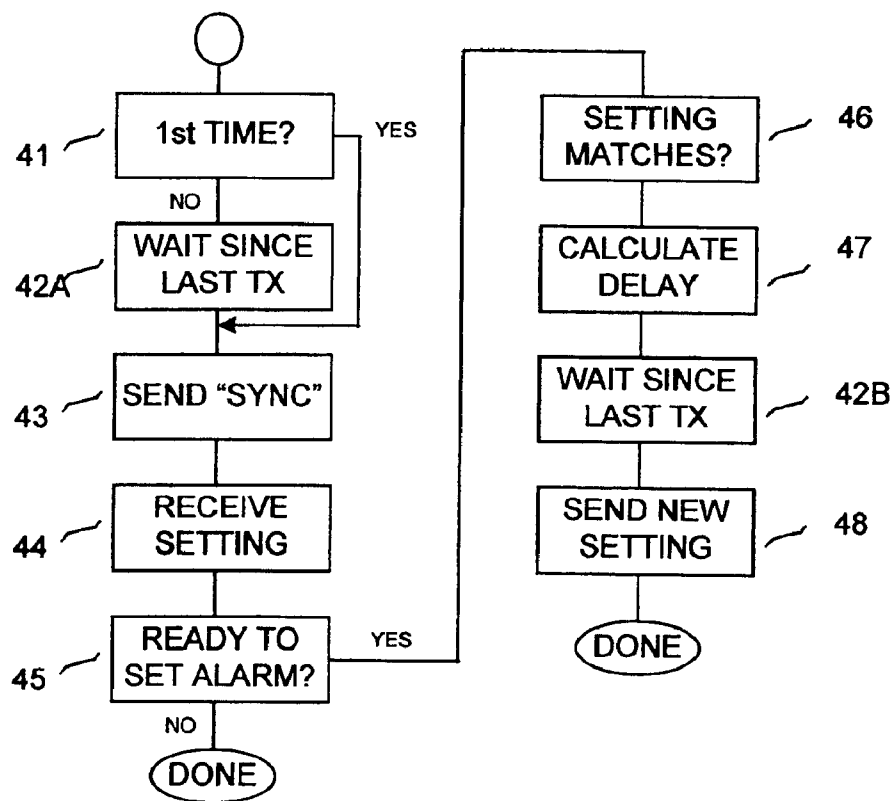 41
1st TIME?
YES
NO
42A
WAIT SINCE
LAST TX
43
SEND “SYNC”
44
RECEIVE
SETTING
45
READY TO
SET ALARM?
YES
NO
DONE
SETTING
MATCHES?
46
CALCULATE
DELAY
47
WAIT SINCE
LAST TX
42B
SEND NEW
SETTING
48
DONE